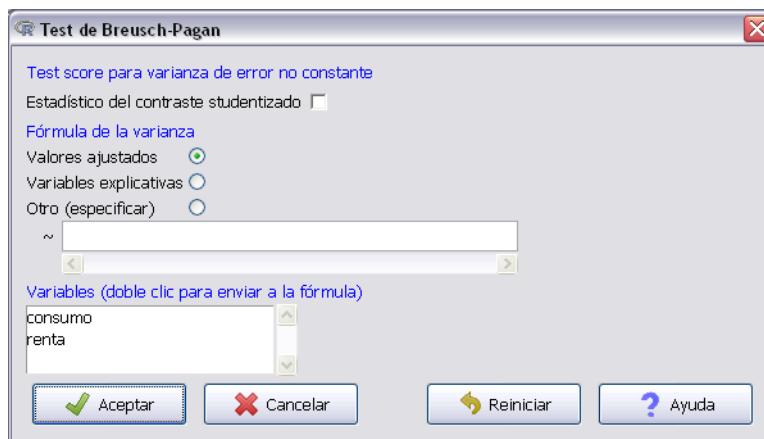 Test de Breusch-Pagan
Test score para varianza de error no constante
Estadístico del contraste studentizado
Fórmula de la varianza
Valores ajustados
Variables explicativas
Otro (especificar)
~
Variables (doble clic para enviar a la fórmula)
consumo
renta
Aceptar
Cancelar
Reiniciar
Ayuda